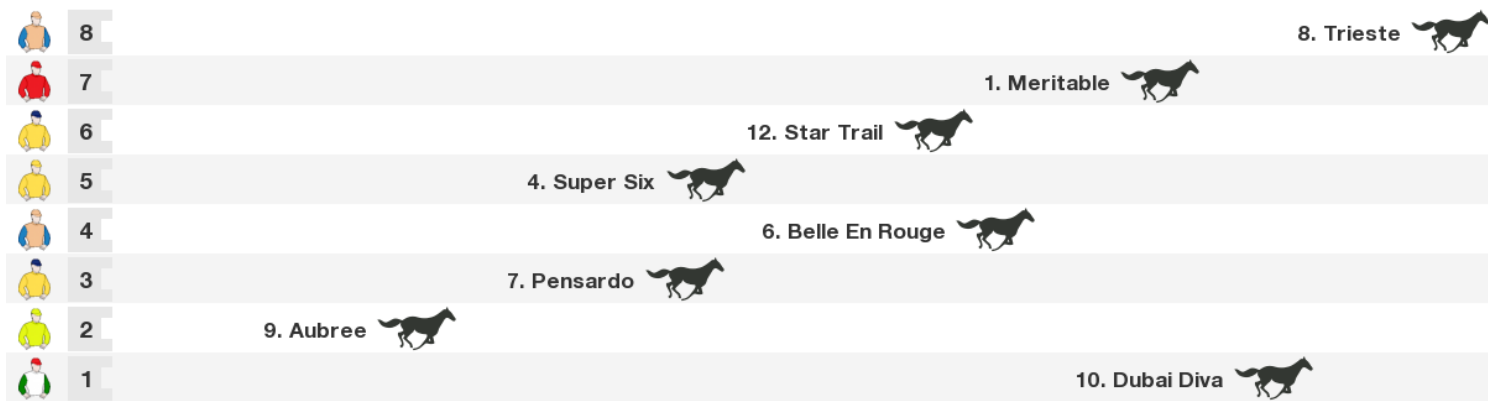 8 8. Trieste
7 1. Meritable
6 12. Star Trail
5 4. Super Six
4 6. Belle En Rouge
3 7. Pensardo
2 9. Aubree
1 10. Dubai Diva